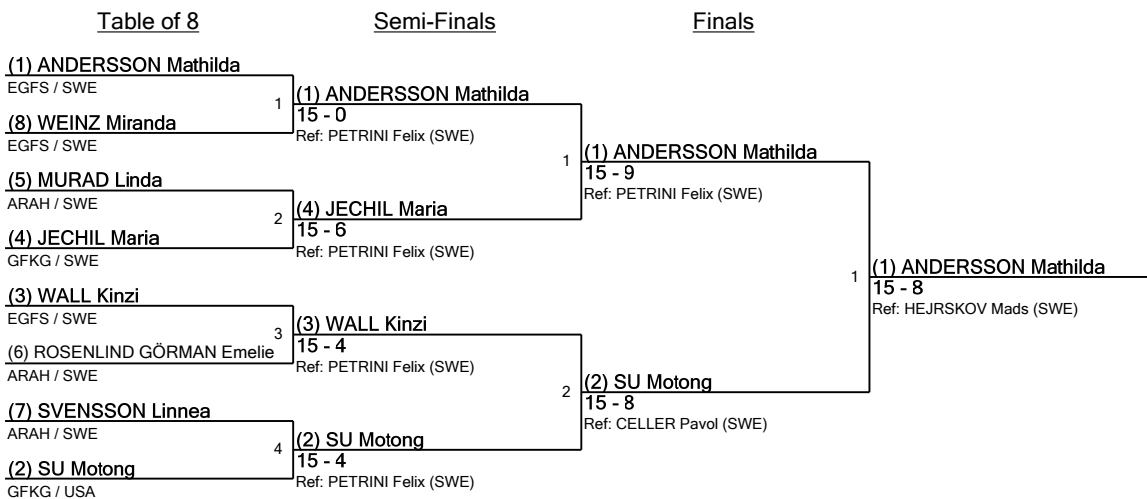 Table of 8
Semi-Finals
Finals
(1) ANDERSSON Mathilda
EGFS / SWE
1
(8) WEINZ Miranda
EGFS / SWE
(5) MURAD Linda
ARAH / SWE
2
(4) JECHIL Maria
GFKG / SWE
(3) WALL Kinzi
EGFS / SWE
3
(6) ROSENLIND GÖRMAN Emelie
ARAH / SWE
(7) SVENSSON Linnea
ARAH / SWE
4
(2) SU Motong
GFKG / USA
(1) ANDERSSON Mathilda
15 - 0
Ref: PETRINI Felix (SWE)
1
(4) JECHIL Maria
15 - 6
Ref: PETRINI Felix (SWE)
(3) WALL Kinzi
15 - 4
Ref: PETRINI Felix (SWE)
2
(2) SU Motong
15 - 4
Ref: PETRINI Felix (SWE)
(1) ANDERSSON Mathilda
15 - 9
Ref: PETRINI Felix (SWE)
1
(2) SU Motong
15 - 8
Ref: CELLER Pavol (SWE)
(1) ANDERSSON Mathilda
15 - 8
Ref: HEJRSKOV Mads (SWE)